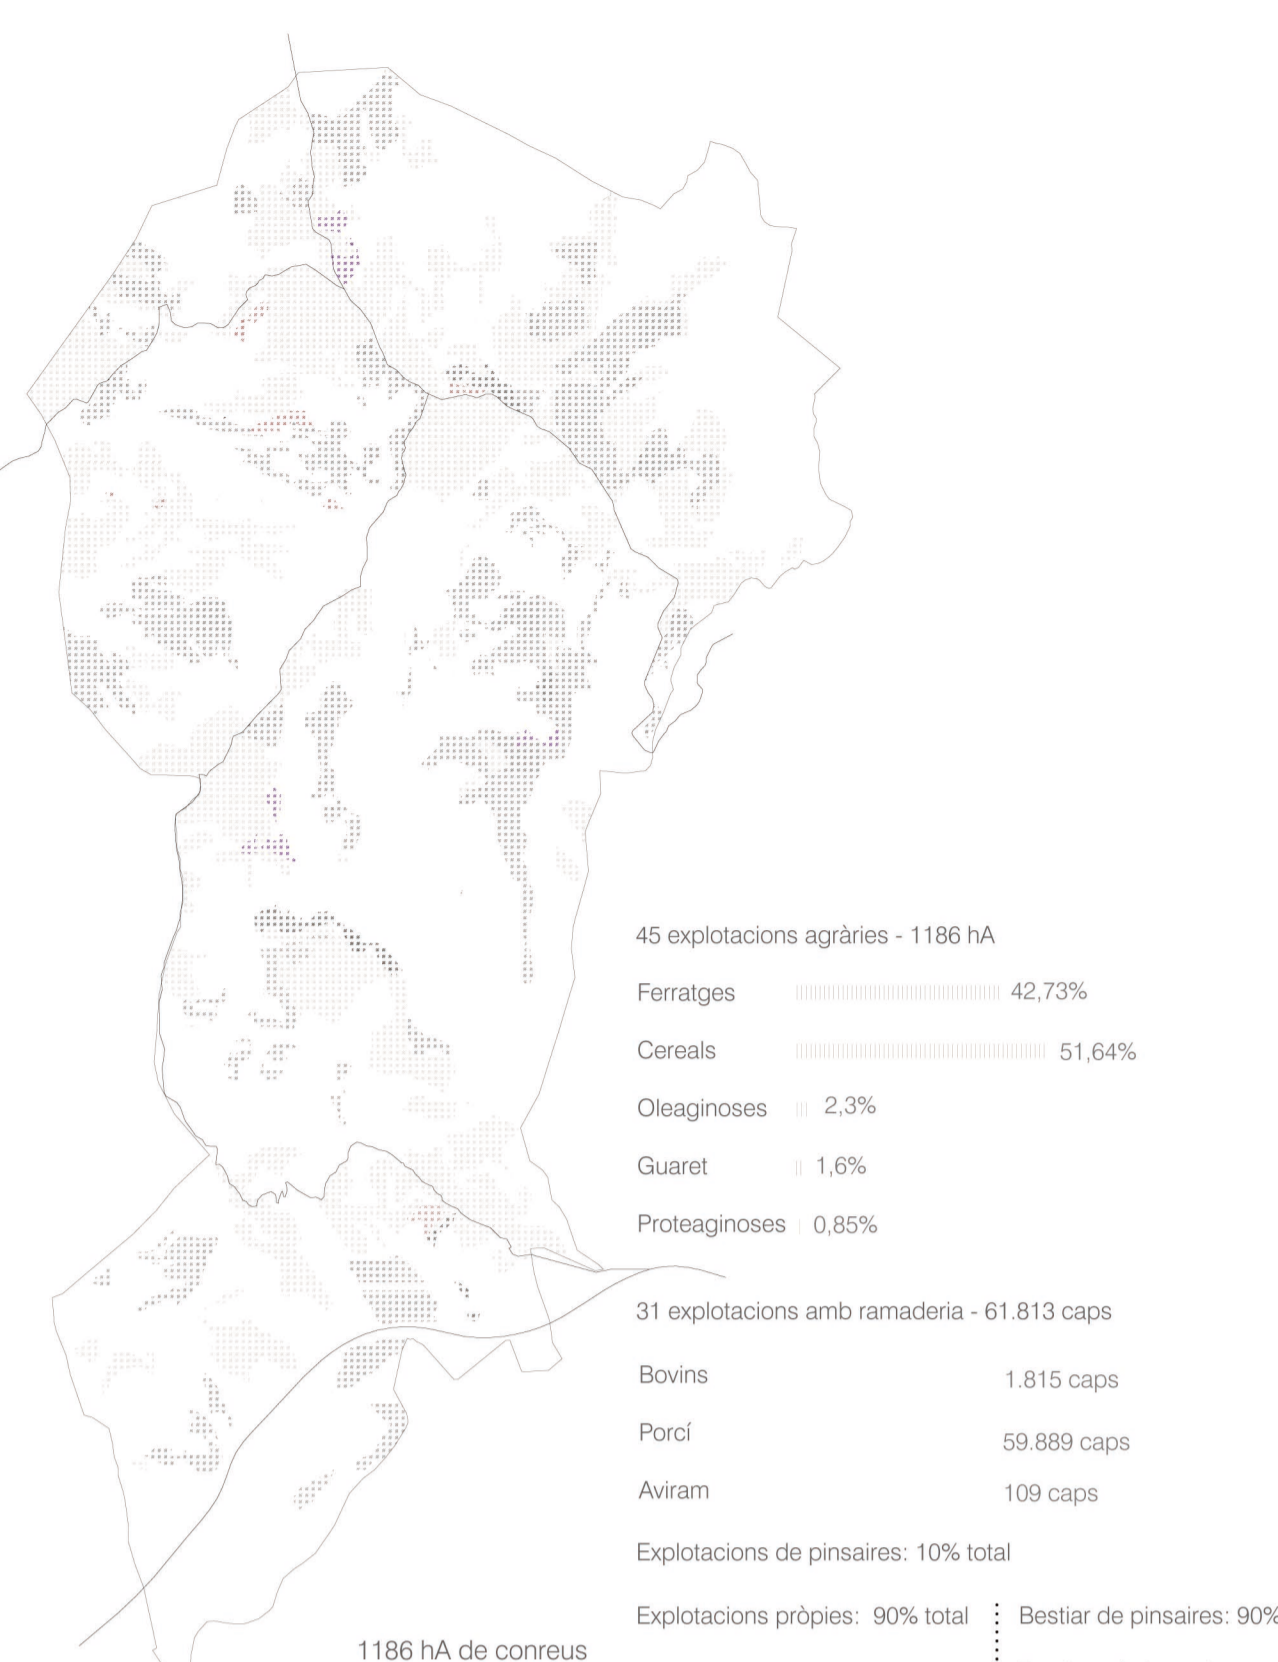 45 explotacions agràries - 1186 hA
Ferratges 42,73%
Cereals 51,64%
Oleaginoses 2,3%
Guaret 1,6%
Proteaginoses 0,85%
31 explotacions amb ramaderia - 61.813 caps
Bovins 1.815 caps
Porcí 59.889 caps
Aviram 109 caps
Explotacions de pinsaires: 10% total
Explotacions pròpies: 90% total
Bestiar de pinsaires: 90%
1186 hA de conreus